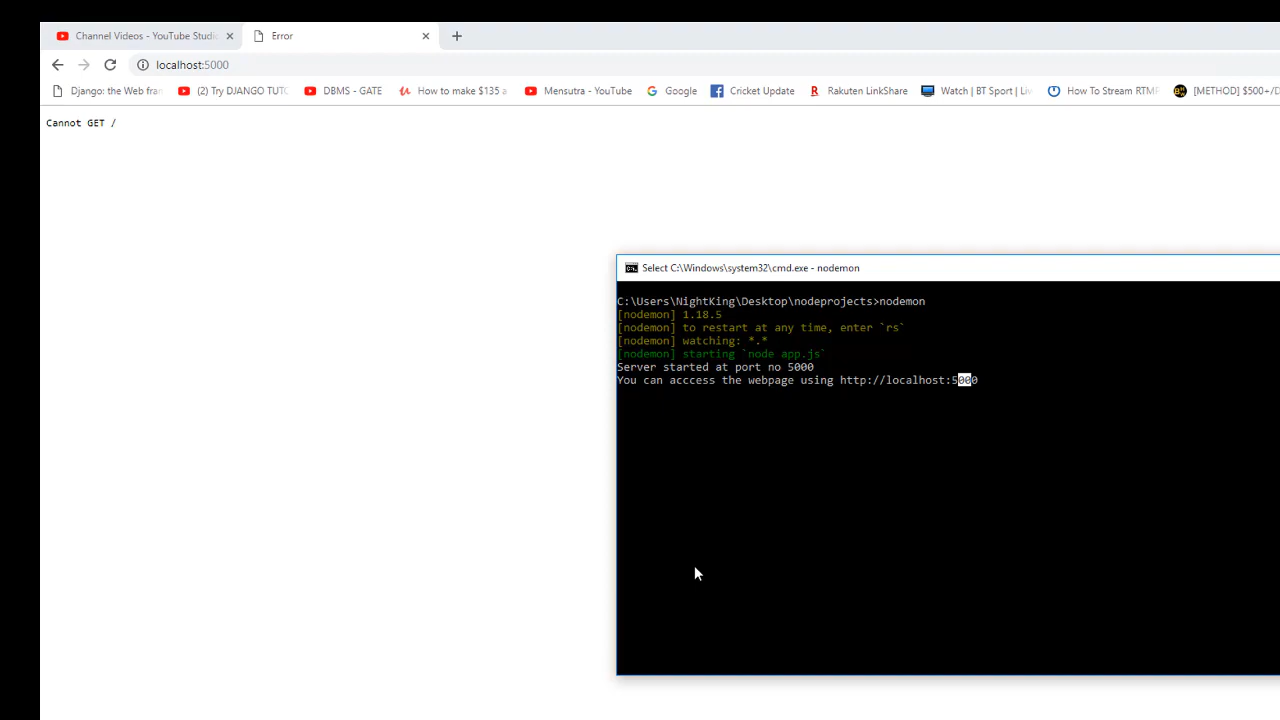 Channel Videos - YouTube Studio
Error
localhost:5000
Django: the Web fran
(2) Try DJANGO TUTO
DBMS - GATE
How to make $135 a
Mensutra - YouTube
Google
Cricket Update
Rakuten LinkShare
Watch | BT Sport | Liv
How To Stream RTMP
[METHOD] $500+/D
Cannot GET /
Select C:\Windows\system32\cmd.exe - nodemon
C:\Users\NightKing\Desktop\nodeprojects>nodemon
[nodemon] 1.18.5
[nodemon] to restart at any time, enter `rs`
[nodemon] watching: *.*
[nodemon] starting `node app.js`
Server started at port no 5000
You can acccess the webpage using http://localhost:5000